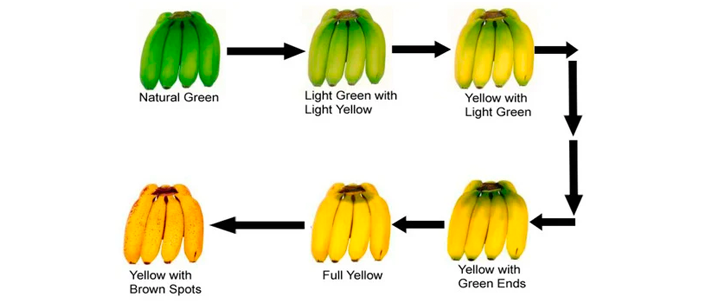 Natural Green
Light Green with
Light Yellow
Yellow with
Light Green
Yellow with
Green Ends
Full Yellow
Yellow with
Brown Spots